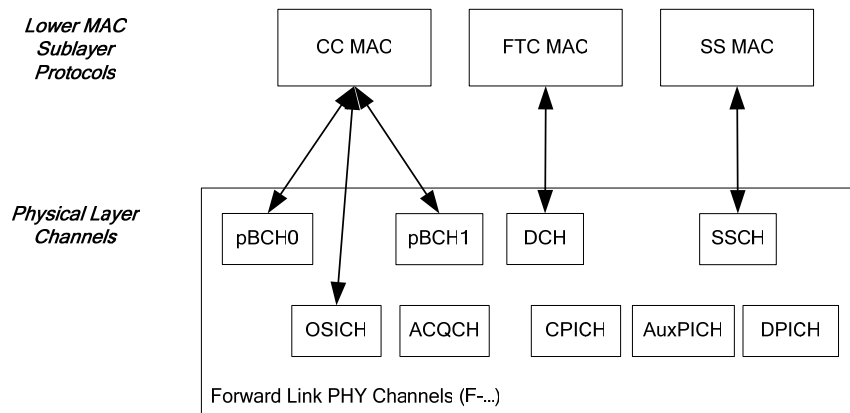 Lower MAC
Sublayer
Protocols
CC MAC
FTC MAC
SS MAC
Physical Layer
Channels
pBCH0
pBCH1
DCH
SSCH
OSICH
ACQCH
CPICH
AuxPICH
DPICH
Forward Link PHY Channels (F-...)